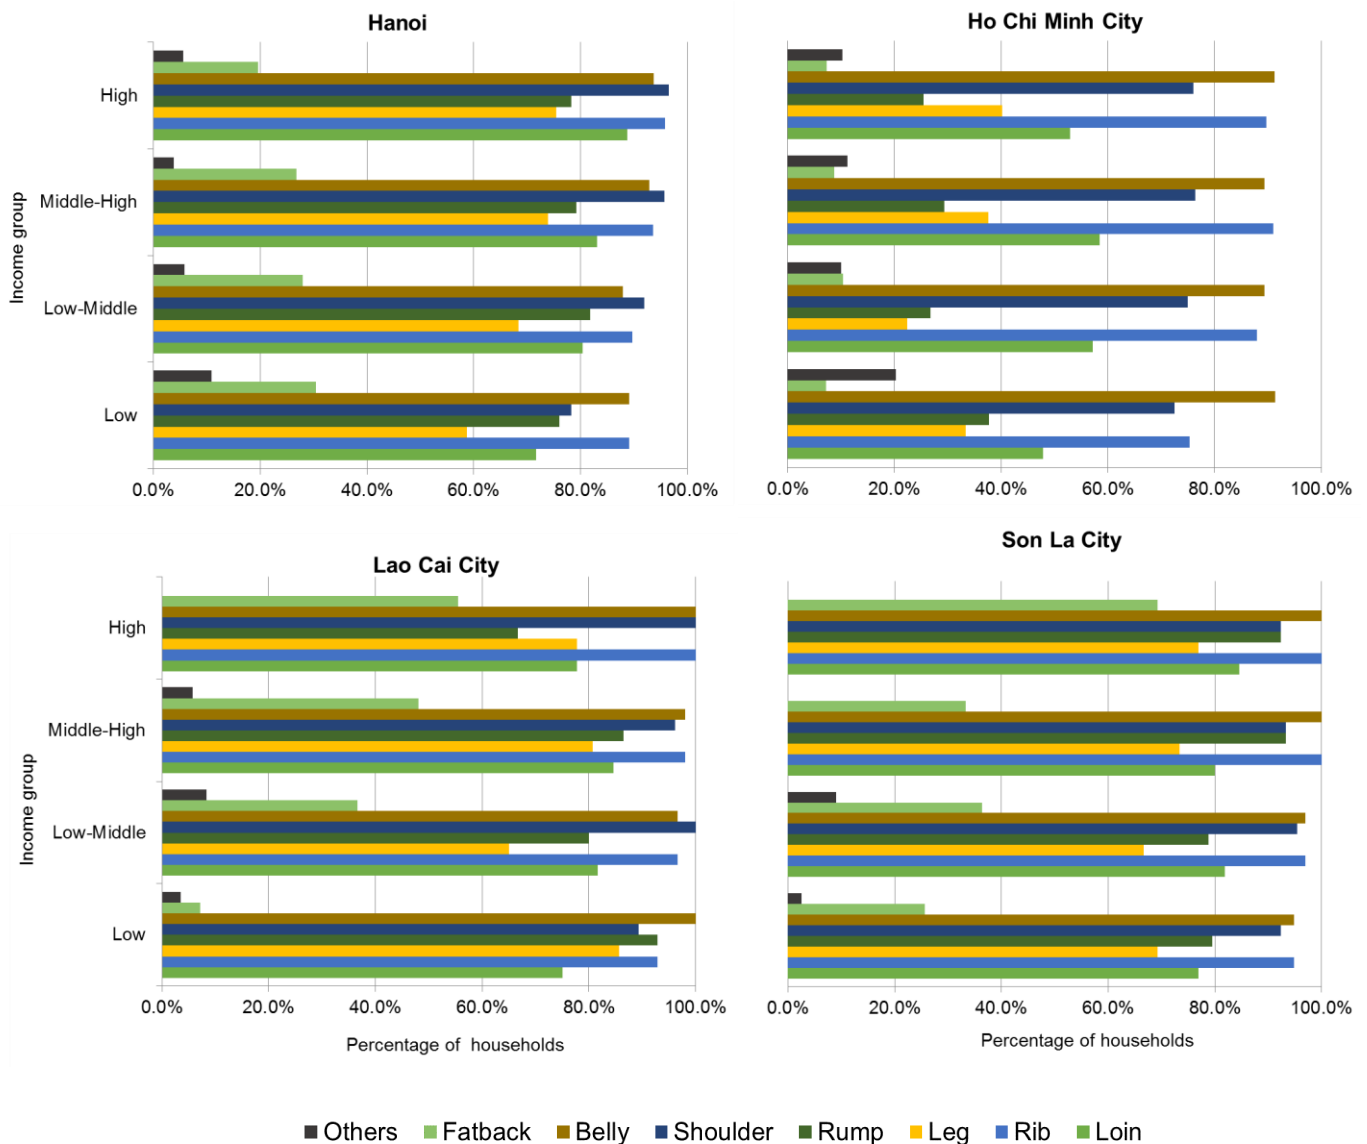 Hanoi
Income group
High
Middle-High
Low-Middle
Low
0.0% 20.0% 40.0% 60.0% 80.0% 100.0%
Ho Chi Minh City
0.0% 20.0% 40.0% 60.0% 80.0% 100.0%
Lao Cai City
Income group
High
Middle-High
Low-Middle
Low
0.0% 20.0% 40.0% 60.0% 80.0% 100.0%
Percentage of households
Son La City
0.0% 20.0% 40.0% 60.0% 80.0% 100.0%
Percentage of households
Others Fatback Belly Shoulder Rump Leg Rib Loin